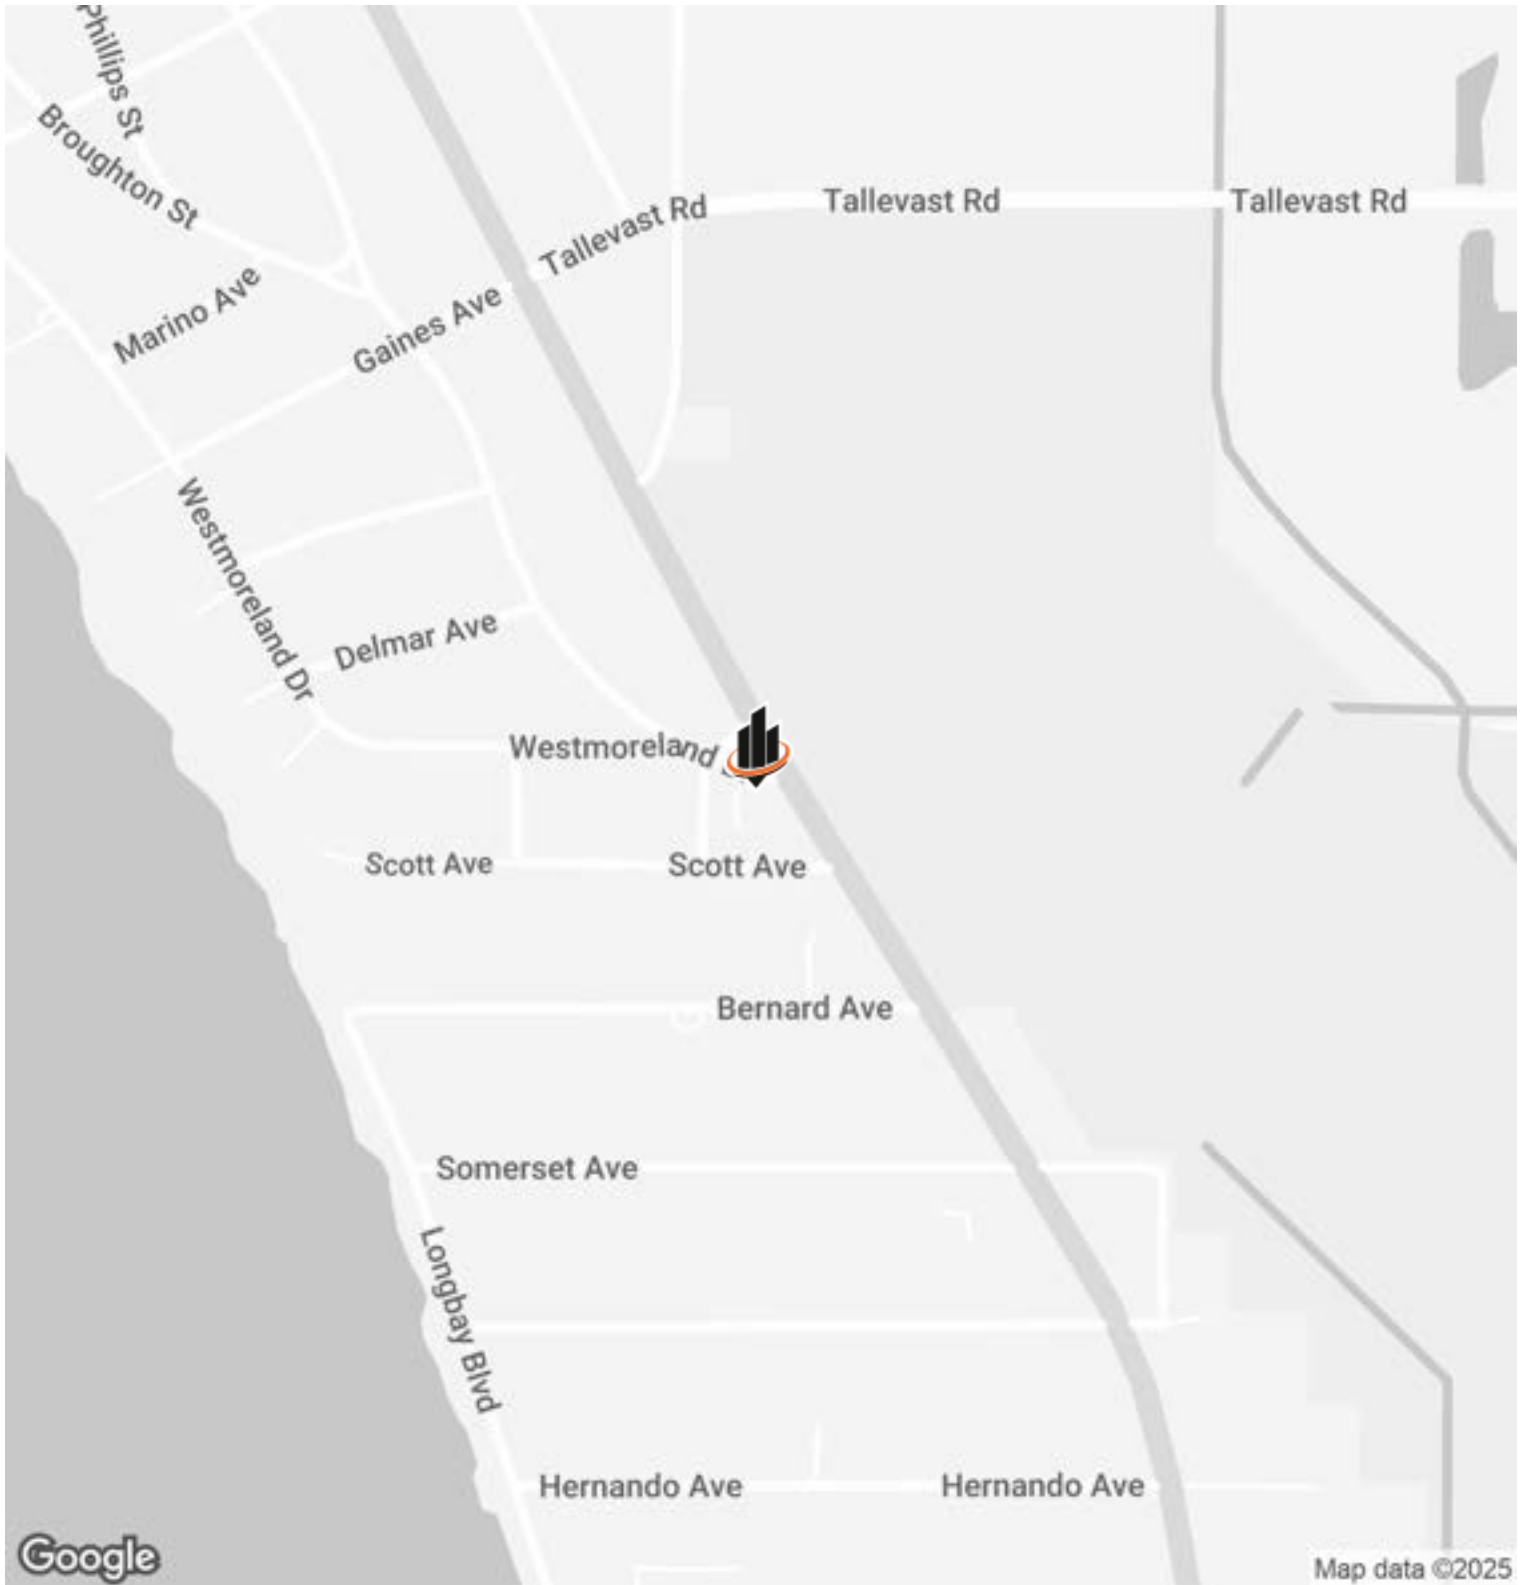 Phillips St
Broughton St
Tallevast Rd
Tallevast Rd
Tallevast Rd
Marino Ave
Gaines Ave
Westmoreland Dr
Delmar Ave
Westmoreland
Scott Ave
Scott Ave
Bernard Ave
Somerset Ave
Longbay Blvd
Hernando Ave
Hernando Ave
Google
Map data ©2025